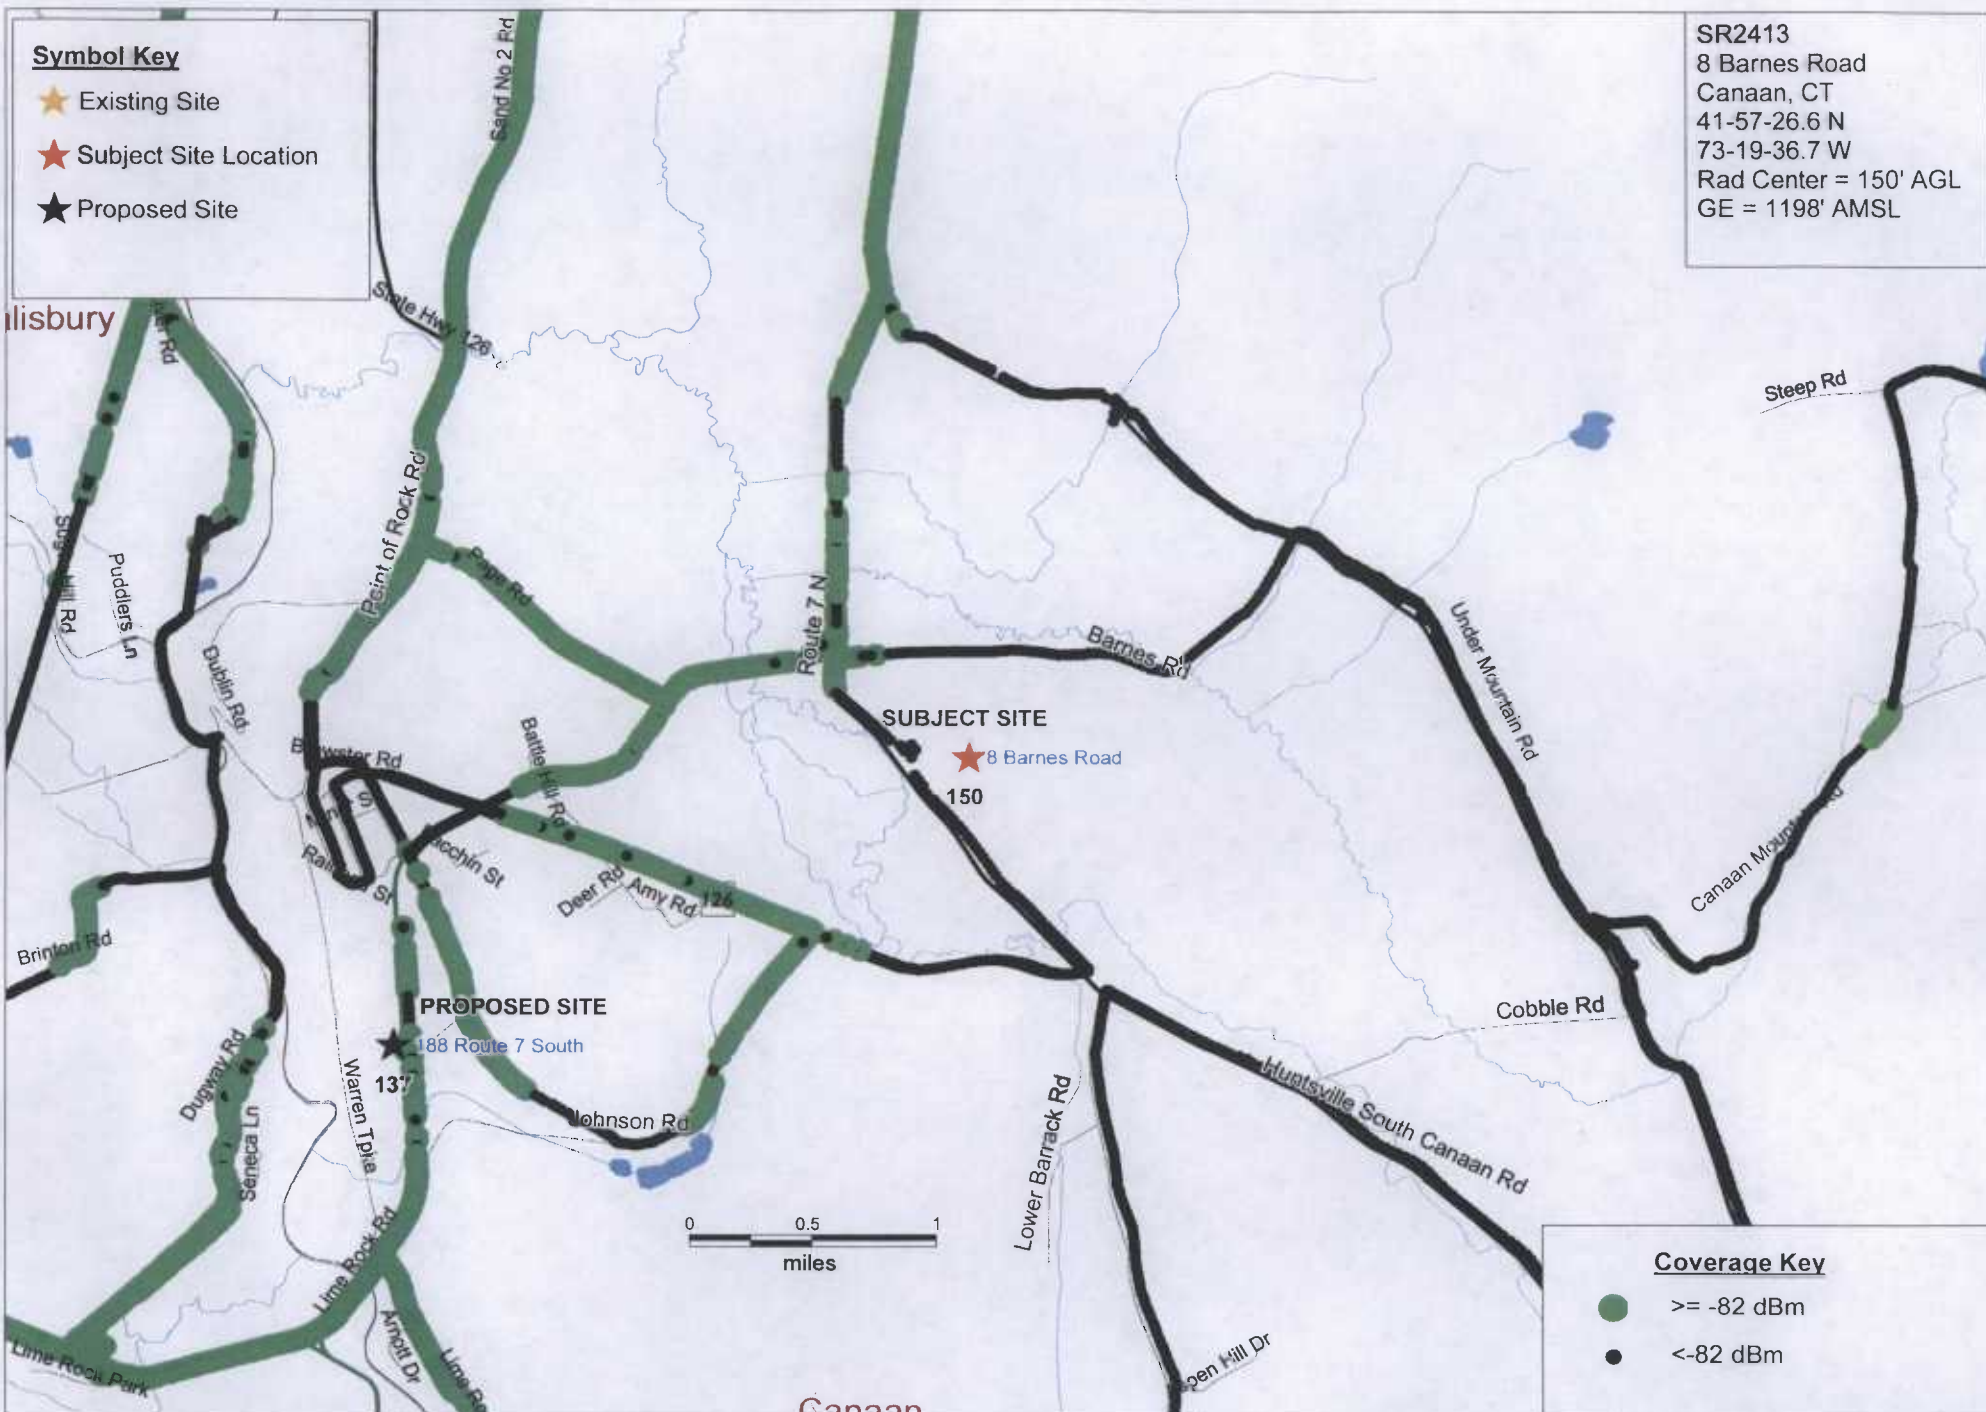 Symbol Key
Existing Site
Subject Site Location
Proposed Site
SR2413
8 Barnes Road
Canaan, CT
41-57-26.6 N
73-19-36.7 W
Rad Center = 150' AGL
GE = 1198' AMSL
Sand No 2 Rd
State Hwy 126
Point of Rock Rd
Page Rd
Puddlers Ln
Dublin Rd
Route 7 N
Barnes Rd
Under Mountain Rd
Steep Rd
SUBJECT SITE
8 Barnes Road
150
Battle Hill Rd
Deer Rd
Amy Rd
126
Brinton Rd
PROPOSED SITE
188 Route 7 South
137
Dugway Rd
Seneca Ln
Warren Tpke
Johnson Rd
Lime Rock Rd
Arnott Dr
Lime Rock Park
Cobble Rd
Huntsville South Canaan Rd
Lower Barrack Rd
0 0.5 1
miles
Canaan
Coverage Key
>= -82 dBm
<-82 dBm